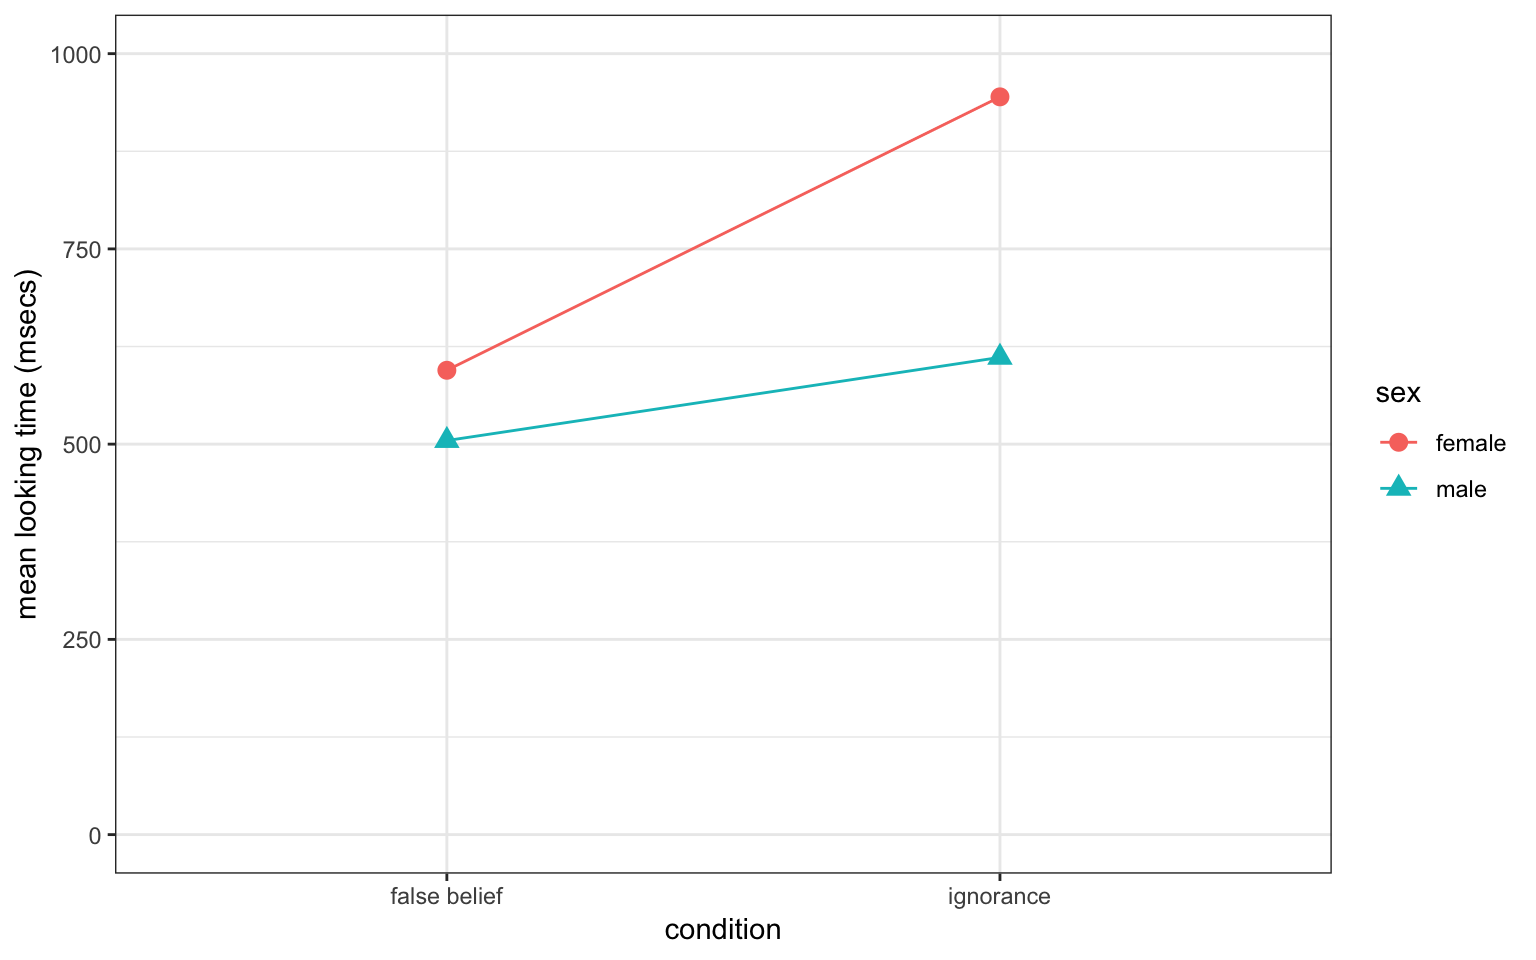 mean looking time (msecs)
1000
750
500
250
0
false belief
ignorance
condition
sex
female
male